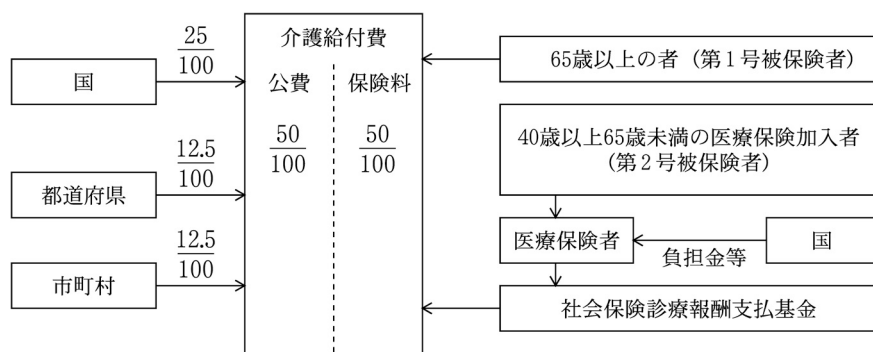 国
25
100
都道府県
12.5
100
市町村
12.5
100
介護給付費
公費
保険料
50
100
50
100
65歳以上の者（第1号被保険者）
40歳以上65歳未満の医療保険加入者
（第2号被保険者）
医療保険者
負担金等
国
社会保険診療報酬支払基金